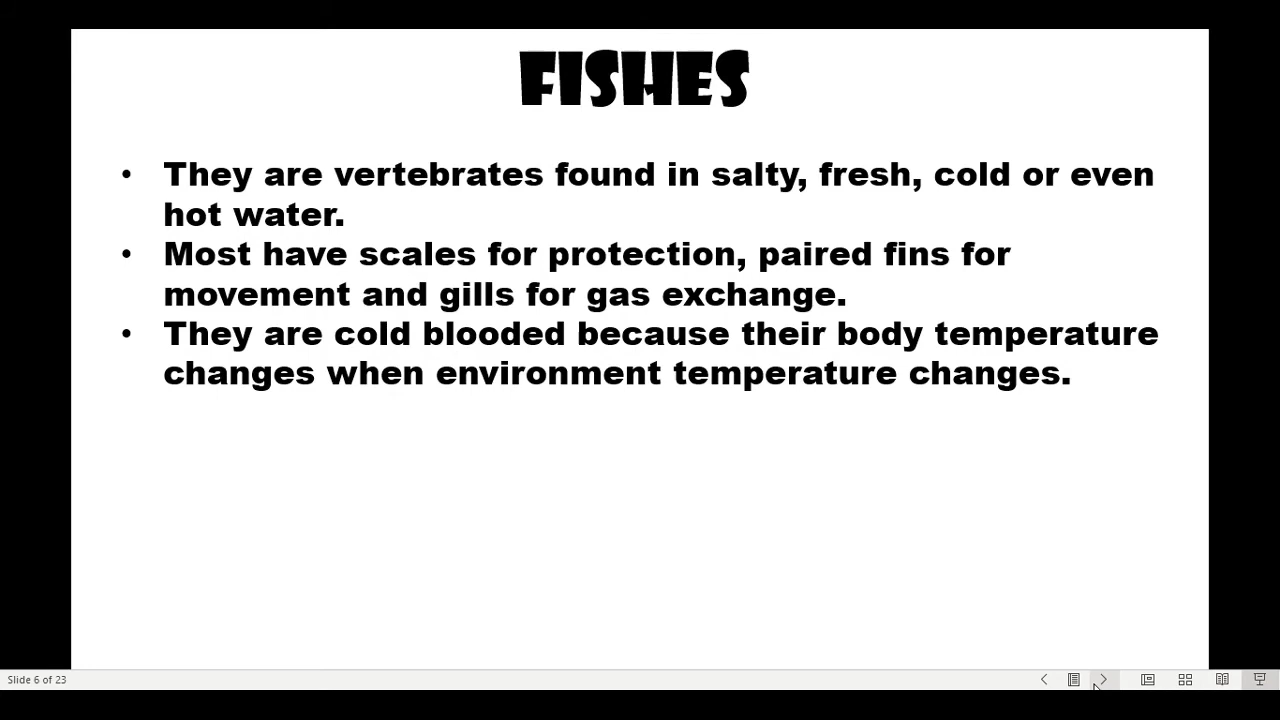 FISHES
• They are vertebrates found in salty, fresh, cold or even
hot water.
• Most have scales for protection, paired fins for
movement and gills for gas exchange.
• They are cold blooded because their body temperature
changes when environment temperature changes.
Slide 6 of 23